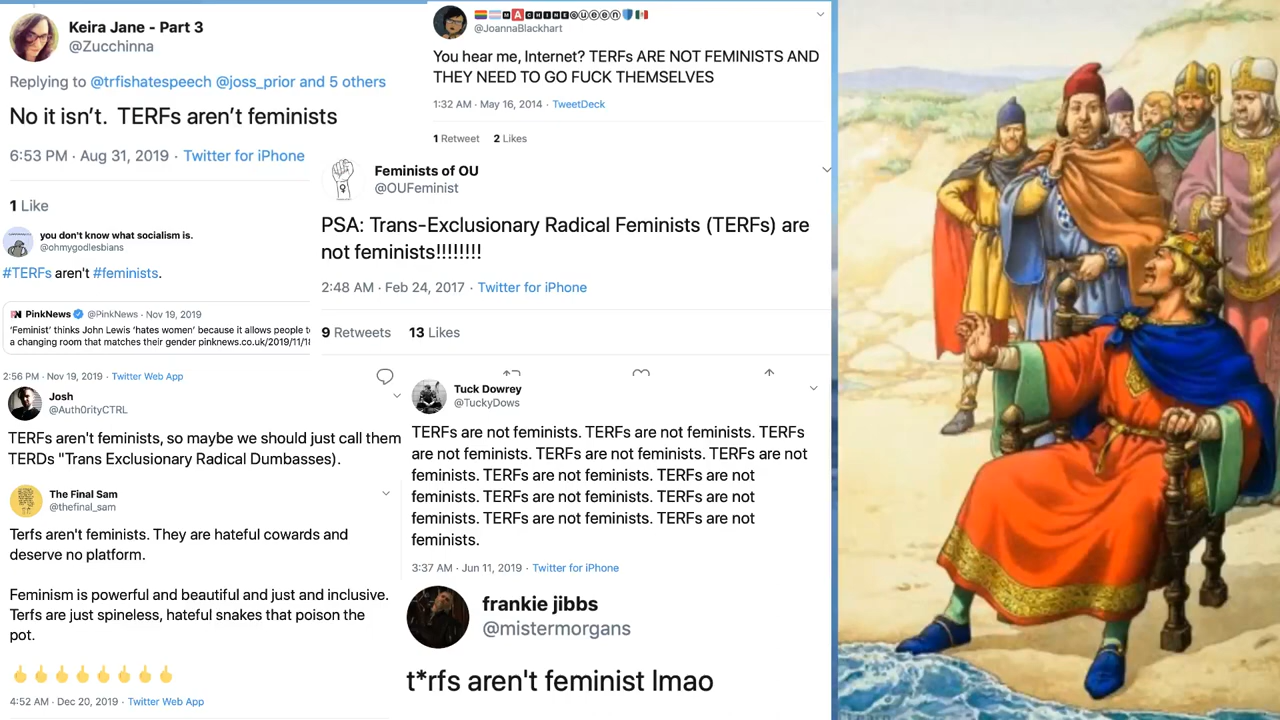 Keira Jane - Part 3
@Zucchinna
Replying to @trfishatespeech @joss_prior and 5 others
No it isn't. TERFs aren't feminists
6:53 PM · Aug 31, 2019 · Twitter for iPhone
1 Like
you don't know what socialism is.
@ohmygodlesbians
#TERFs aren't #feminists.
PinkNews @PinkNews · Nov 19, 2019
'Feminist' thinks John Lewis 'hates women' because it allows people t
a changing room that matches their gender pinknews.co.uk/2019/11/18
2:56 PM · Nov 19, 2019 · Twitter Web App
Josh
@Auth0rityCTRL
TERFs aren't feminists, so maybe we should just call them
TERDs "Trans Exclusionary Radical Dumbasses).
The Final Sam
@thefinal_sam
Terfs aren't feminists. They are hateful cowards and
deserve no platform.
Feminism is powerful and beautiful and just and inclusive.
Terfs are just spineless, hateful snakes that poison the
pot.
🖕🖕🖕🖕🖕🖕🖕🖕
4:52 AM · Dec 20, 2019 · Twitter Web App
🅼🅰🅲🅷🅸🅽🅴Ⓠⓤⓔⓔⓝ
@JoannaBlackhart
You hear me, Internet? TERFs ARE NOT FEMINISTS AND
THEY NEED TO GO FUCK THEMSELVES
1:32 AM · May 16, 2014 · TweetDeck
1 Retweet 2 Likes
Feminists of OU
@OUFeminist
PSA: Trans-Exclusionary Radical Feminists (TERFs) are
not feminists!!!!!!!!
2:48 AM · Feb 24, 2017 · Twitter for iPhone
9 Retweets 13 Likes
Tuck Dowrey
@TuckyDows
TERFs are not feminists. TERFs are not feminists. TERFs
are not feminists. TERFs are not feminists. TERFs are not
feminists. TERFs are not feminists. TERFs are not
feminists. TERFs are not feminists. TERFs are not
feminists. TERFs are not feminists. TERFs are not
feminists.
3:37 AM · Jun 11, 2019 · Twitter for iPhone
frankie jibbs
@mistermorgans
t*rfs aren't feminist lmao